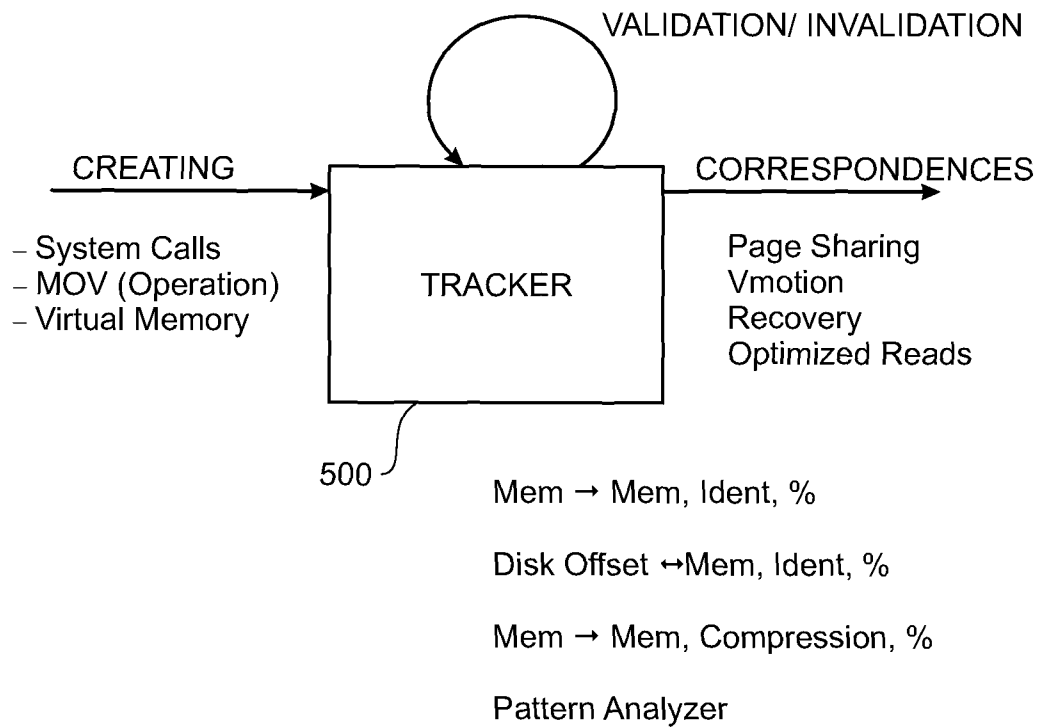 VALIDATION/ INVALIDATION
CREATING
CORRESPONDENCES
– System Calls
– MOV (Operation)
– Virtual Memory
TRACKER
Page Sharing
Vmotion
Recovery
Optimized Reads
500
Mem → Mem, Ident, %
Disk Offset ↔Mem, Ident, %
Mem → Mem, Compression, %
Pattern Analyzer